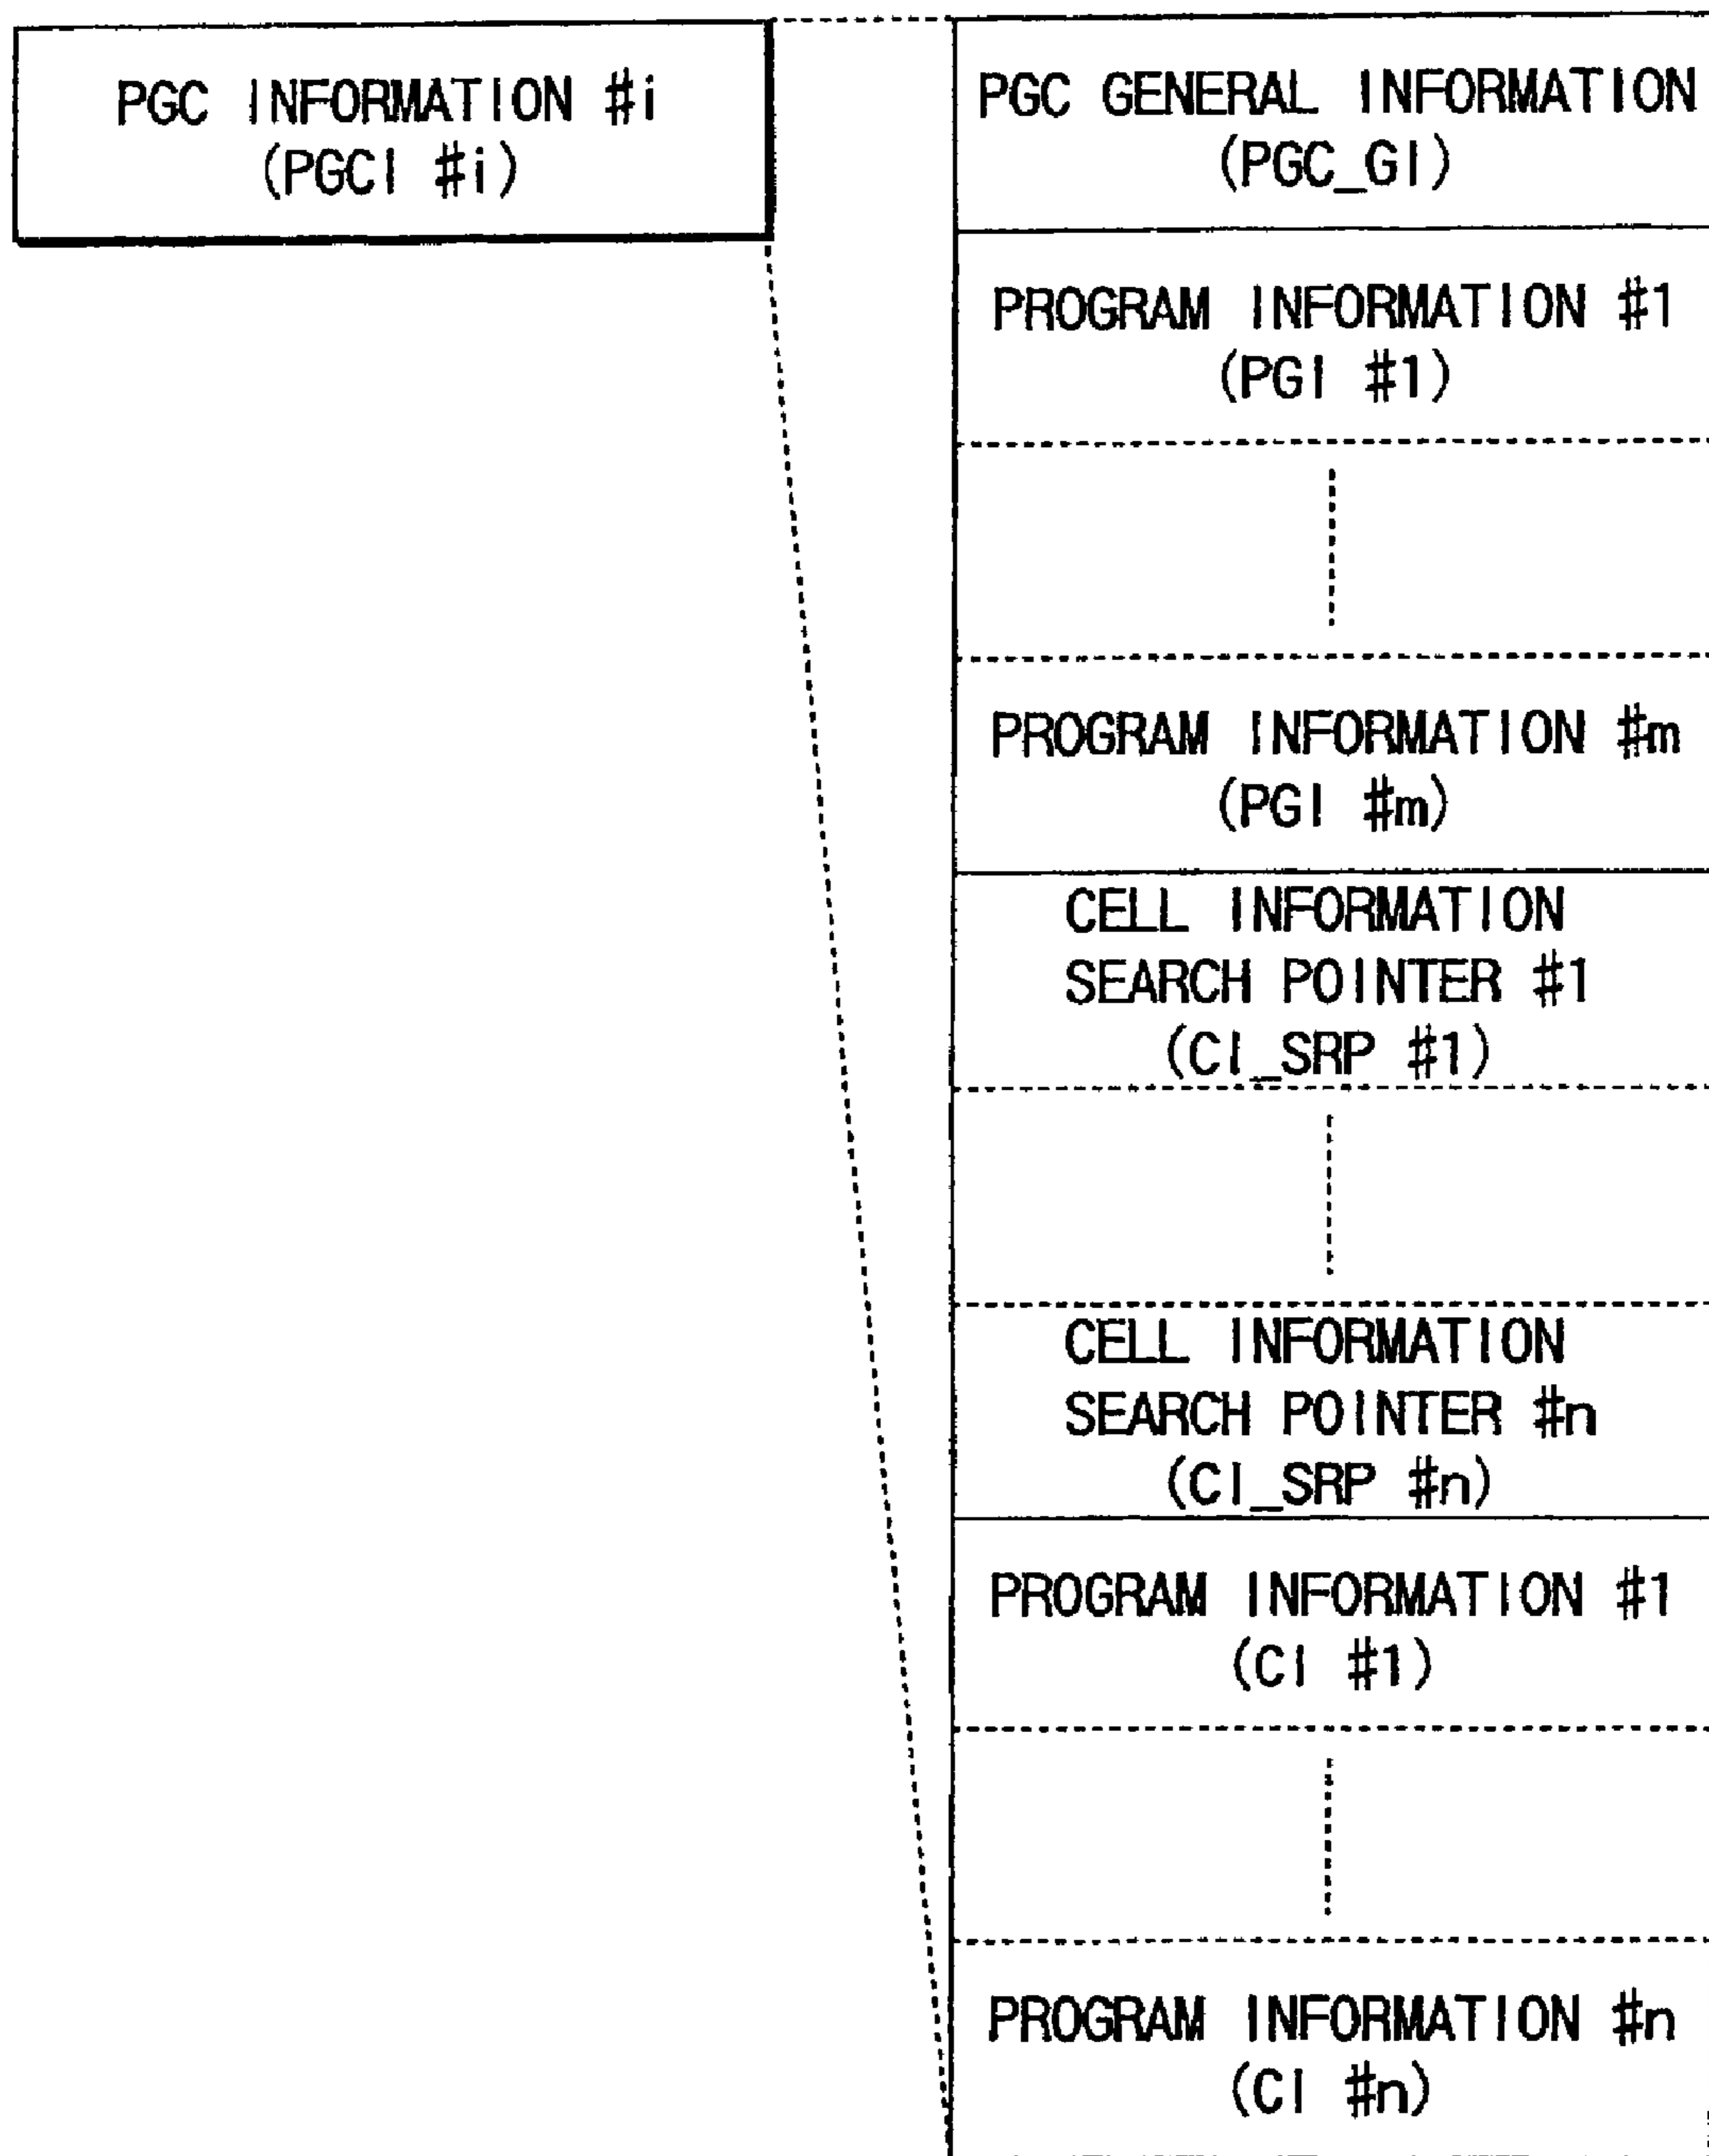 PGC INFORMATION #i
(PGCI #i)
PGC GENERAL INFORMATION
(PGC_GI)
PROGRAM INFORMATION #1
(PGI #1)
PROGRAM INFORMATION #m
(PGI #m)
CELL INFORMATION
SEARCH POINTER #1
(CI_SRP #1)
CELL INFORMATION
SEARCH POINTER #n
(CI_SRP #n)
PROGRAM INFORMATION #1
(CI #1)
PROGRAM INFORMATION #n
(CI #n)